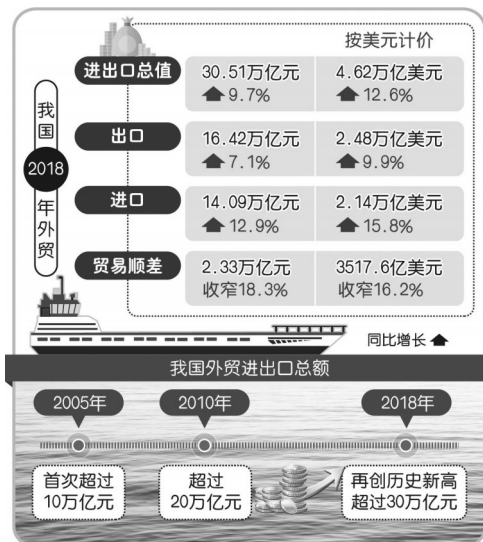 按美元计价
我国2018年外贸
进出口总值 30.51万亿元 4.62万亿美元
9.7% 12.6%
出口 16.42万亿元 2.48万亿美元
7.1% 9.9%
进口 14.09万亿元 2.14万亿美元
12.9% 15.8%
贸易顺差 2.33万亿元 3517.6亿美元
收窄18.3% 收窄16.2%
同比增长
我国外贸进出口总额
2005年 2010年 2018年
首次超过 超过 再创历史新高
10万亿元 20万亿元 超过30万亿元